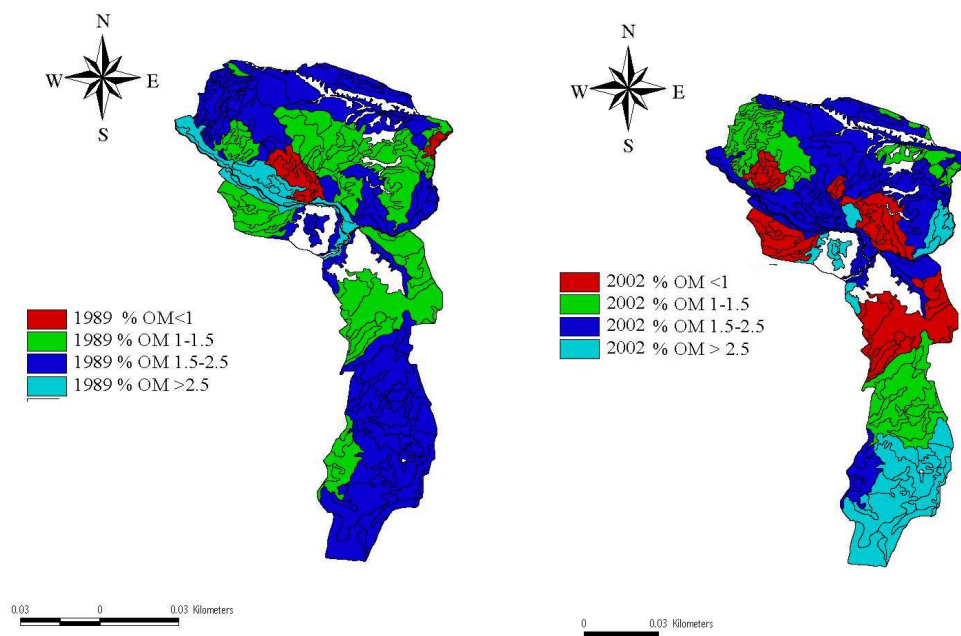 N
W E
S
1989 % OM<1
1989 % OM 1-1.5
1989 % OM 1.5-2.5
1989 % OM >2.5
0.03 0 0.03 Kilometers
N
W E
S
2002 % OM <1
2002 % OM 1-1.5
2002 % OM 1.5-2.5
2002 % OM > 2.5
0 0.03 Kilometers